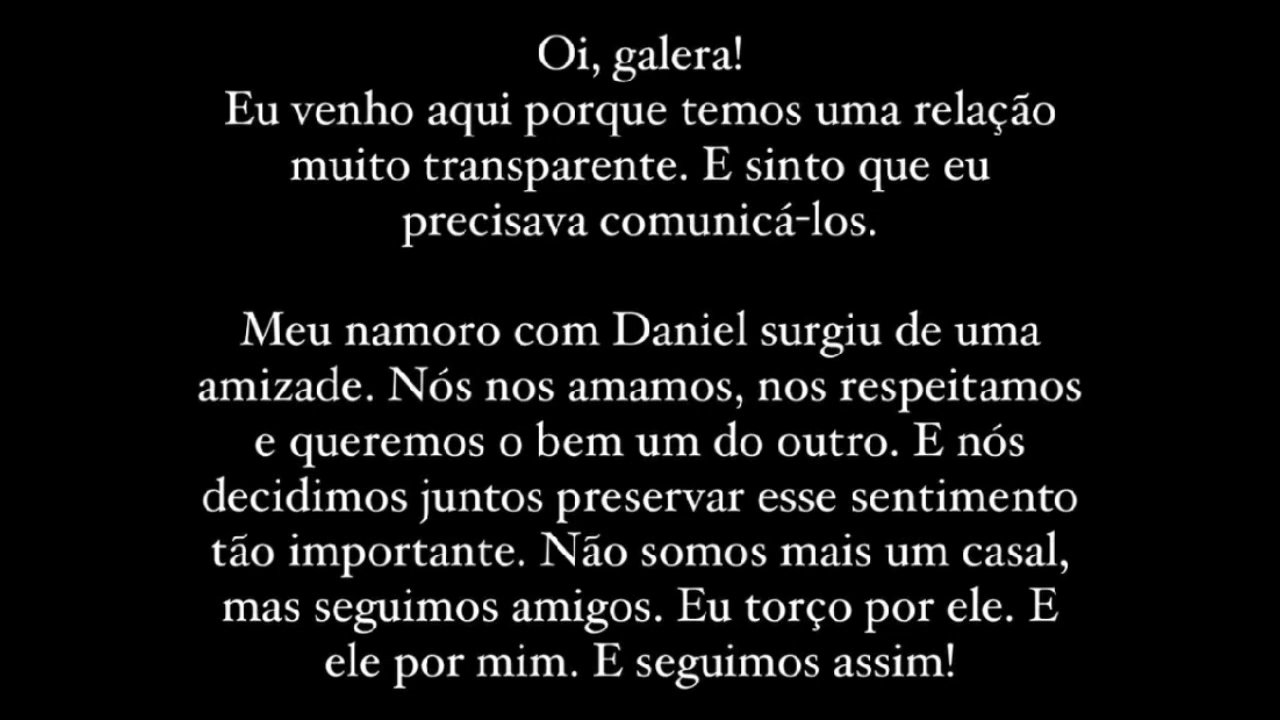 Oi, galera!
Eu venho aqui porque temos uma relação
muito transparente. E sinto que eu
precisava comunicá-los.
Meu namoro com Daniel surgiu de uma
amizade. Nós nos amamos, nos respeitamos
e queremos o bem um do outro. E nós
decidimos juntos preservar esse sentimento
tão importante. Não somos mais um casal,
mas seguimos amigos. Eu torço por ele. E
ele por mim. E seguimos assim!